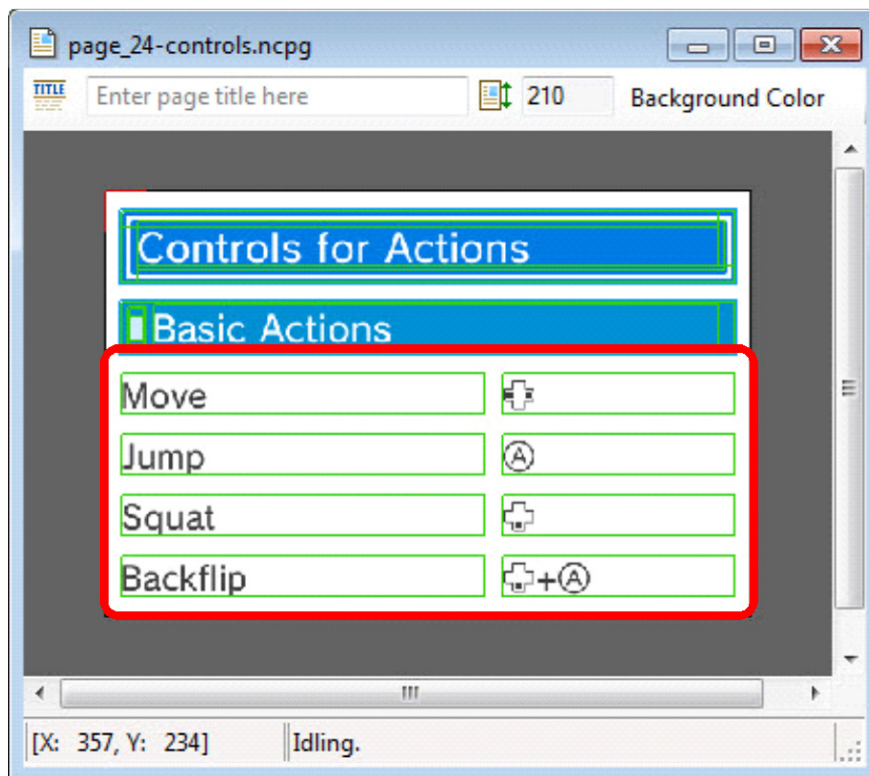 page_24-controls.ncpg
TITLE Enter page title here 210 Background Color
Controls for Actions
Basic Actions
Move
Jump Ⓐ
Squat
Backflip +Ⓐ
[X: 357, Y: 234] Idling.